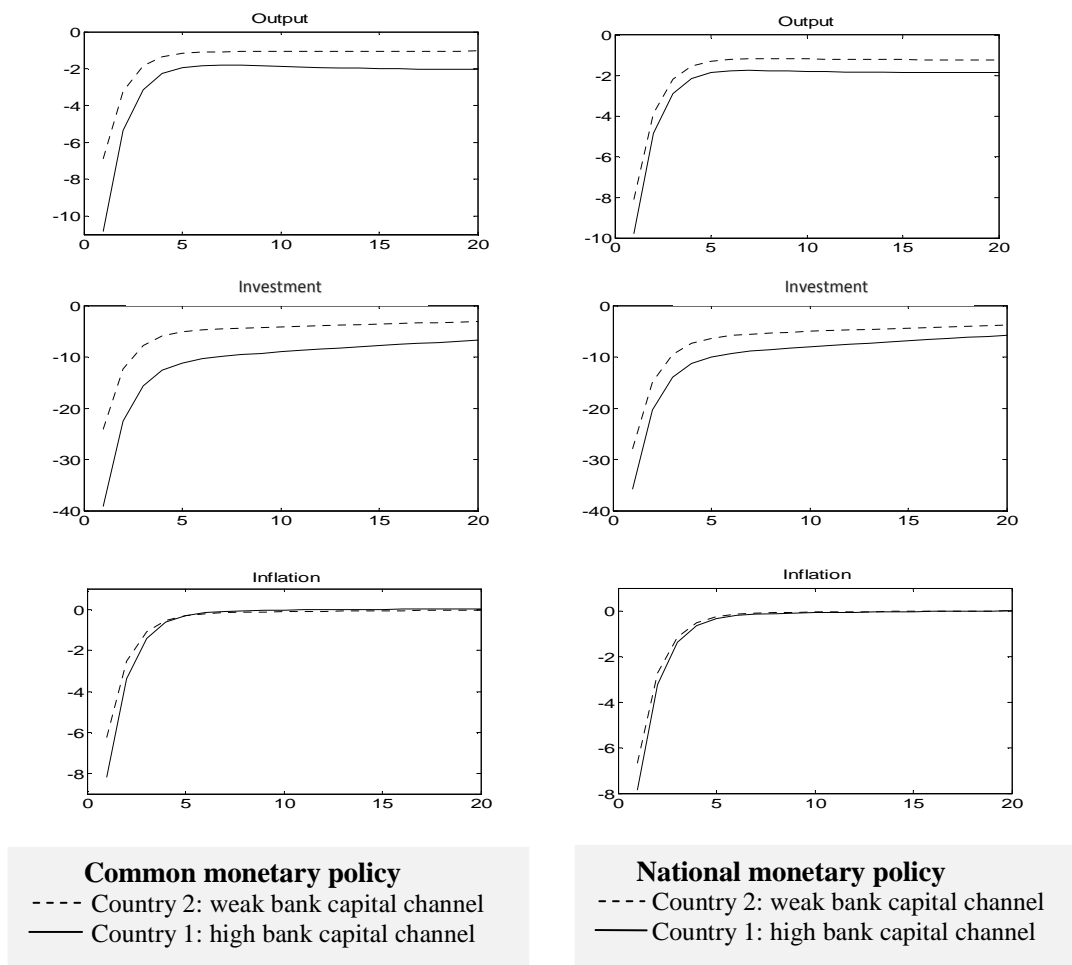 Output
0
-2
-4
-6
-8
-10
0 5 10 15 20
Investment
0
-10
-20
-30
-40
0 5 10 15 20
Inflation
0
-2
-4
-6
-8
0 5 10 15 20
Common monetary policy
Country 2: weak bank capital channel
Country 1: high bank capital channel
Output
0
-2
-4
-6
-8
-10
0 5 10 15 20
Investment
0
-10
-20
-30
-40
0 5 10 15 20
Inflation
0
-2
-4
-6
-8
0 5 10 15 20
National monetary policy
Country 2: weak bank capital channel
Country 1: high bank capital channel